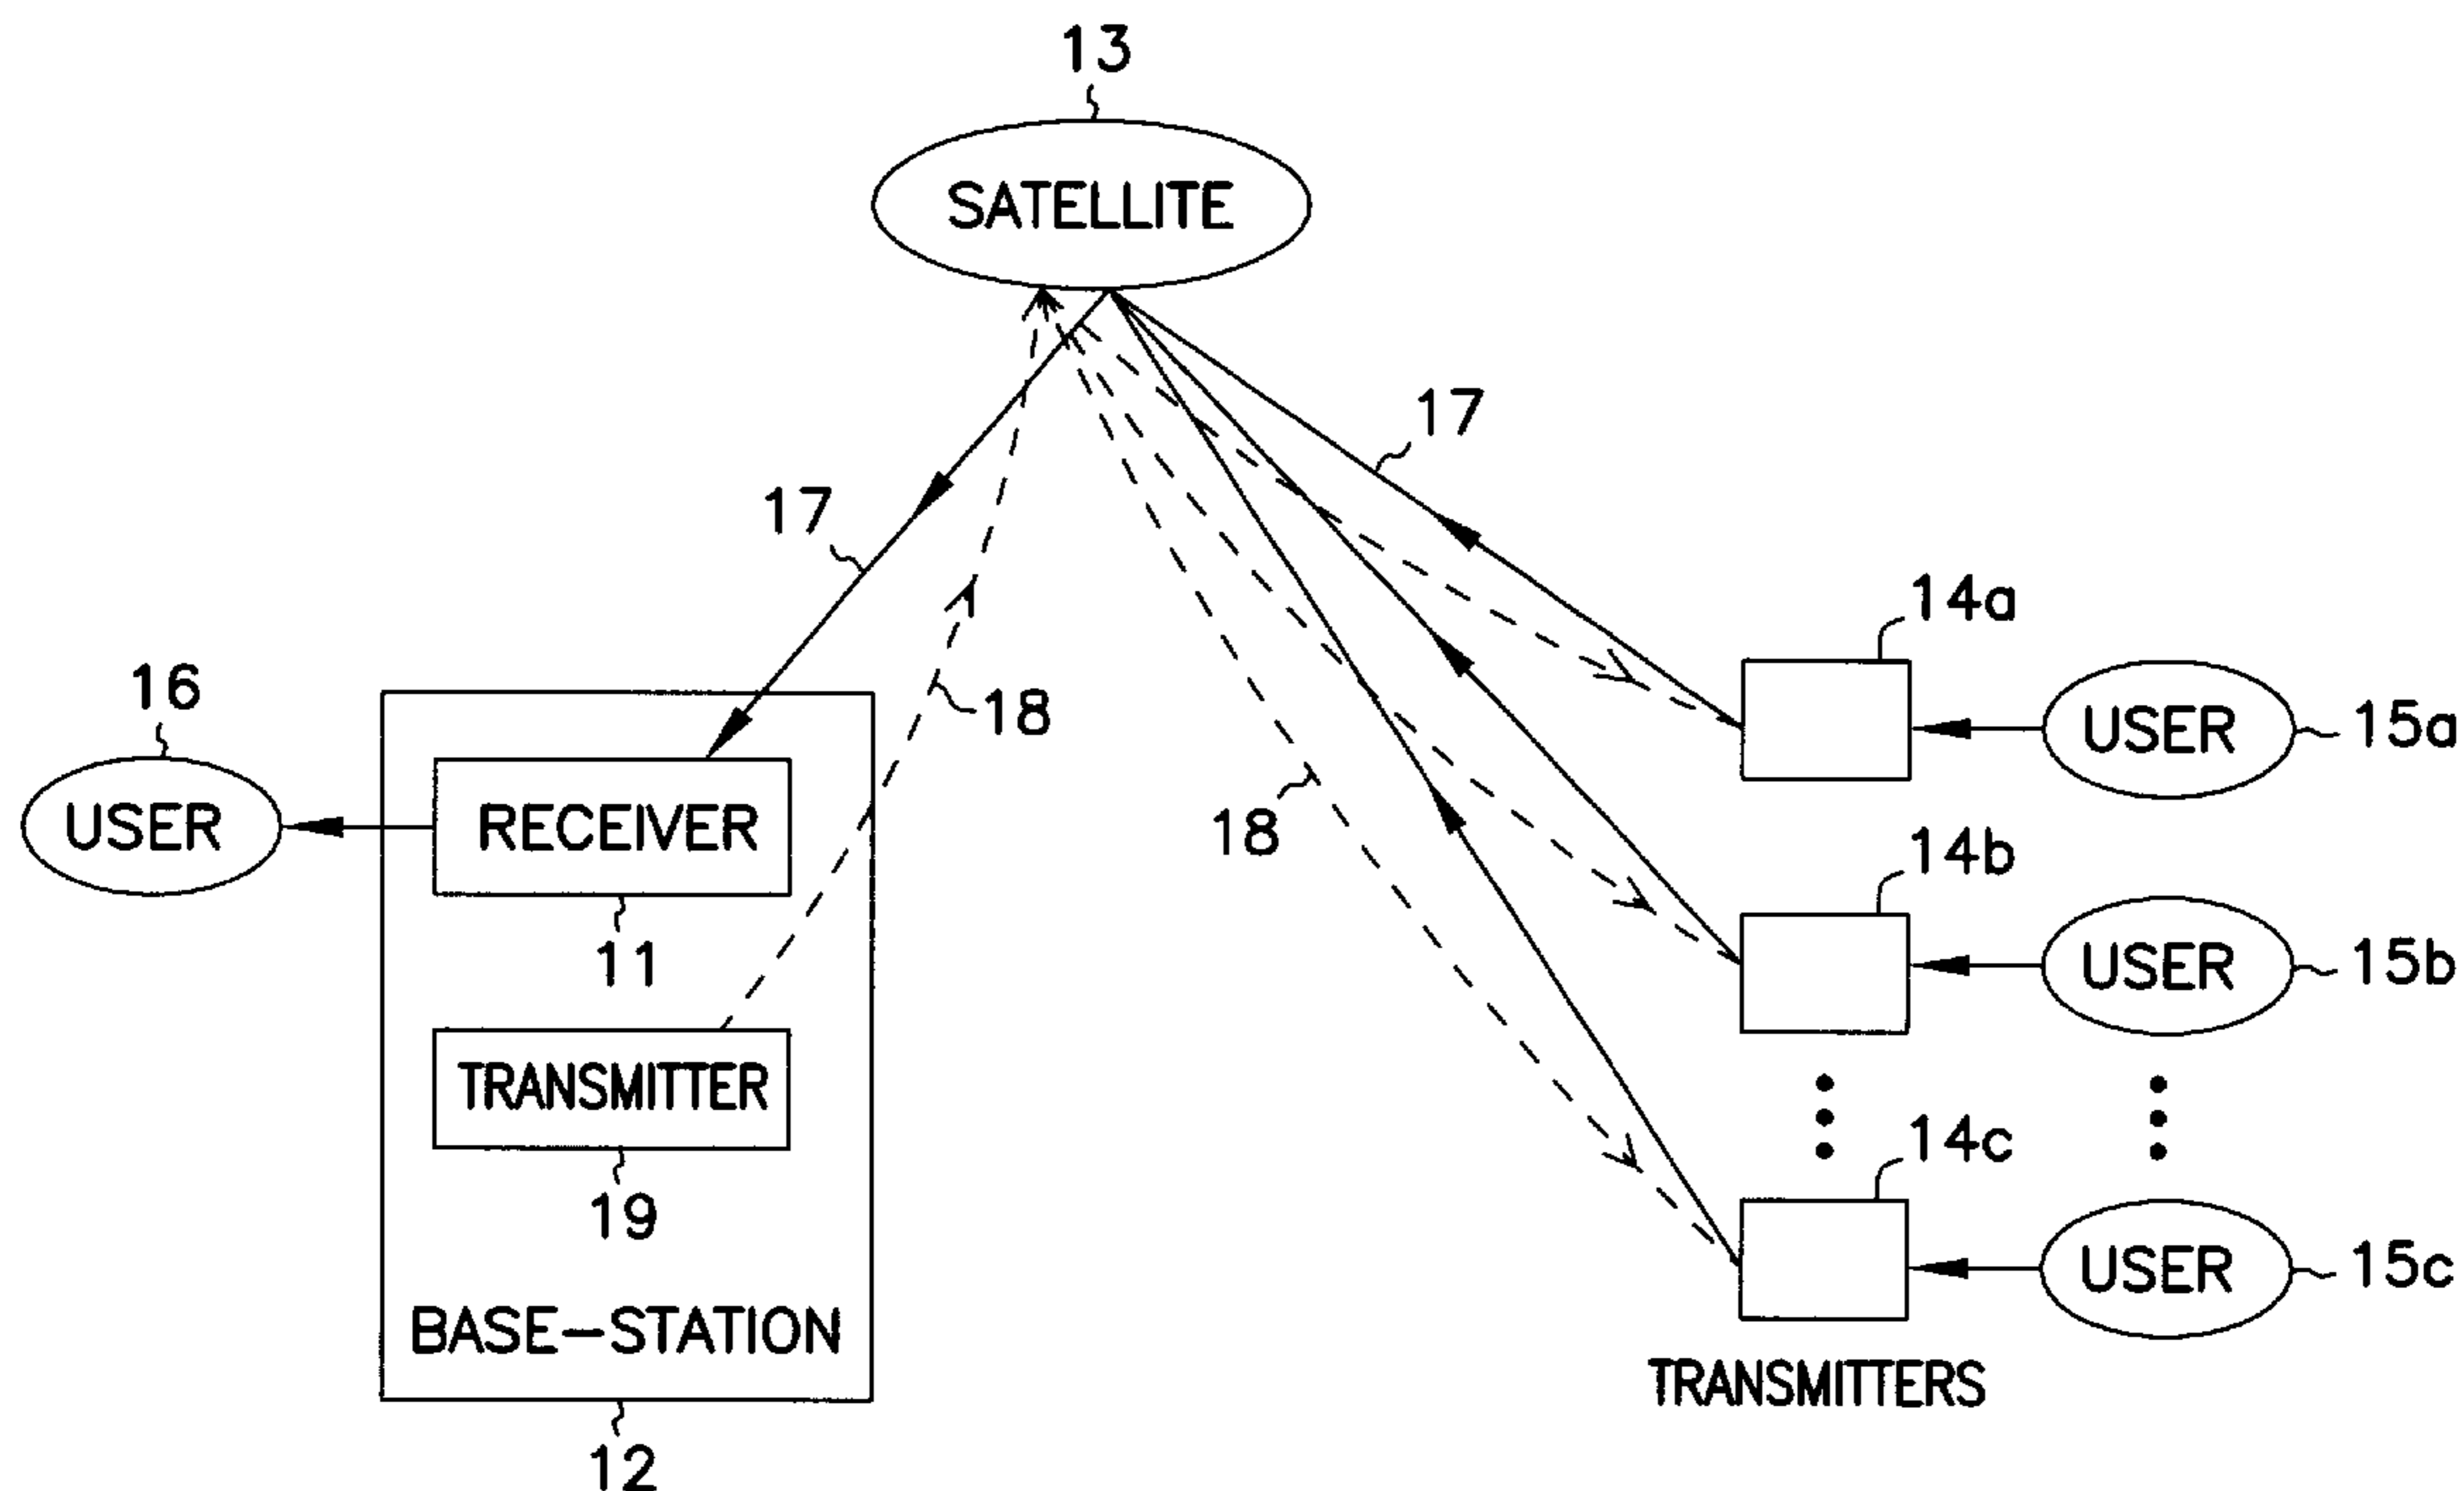 13
SATELLITE
17
17
14a
16
18
15a
USER
USER
RECEIVER
18
14b
11
USER
15b
TRANSMITTER
14c
19
USER
15c
BASE-STATION
TRANSMITTERS
12